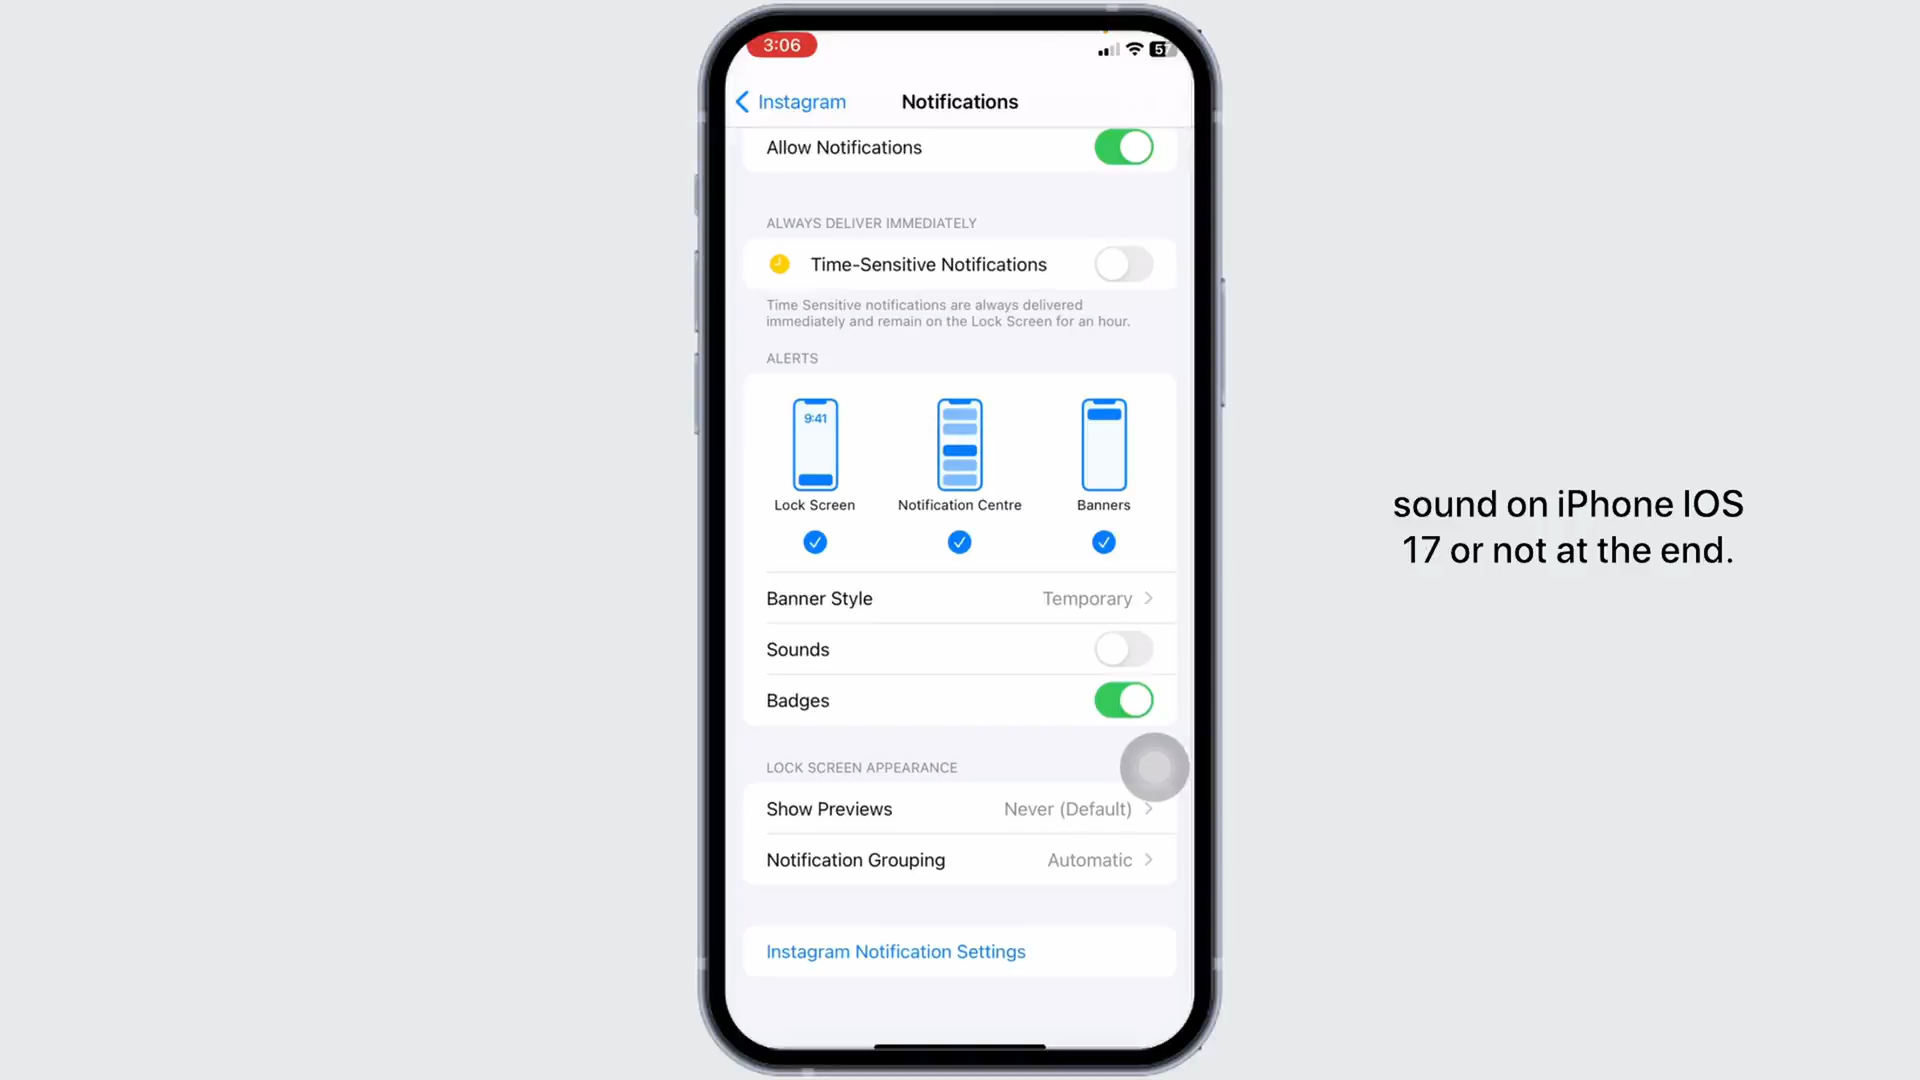 3:06
57
Instagram
Notifications
Allow Notifications
ALWAYS DELIVER IMMEDIATELY
Time-Sensitive Notifications
Time Sensitive notifications are always delivered
immediately and remain on the Lock Screen for an hour.
ALERTS
9:41
Lock Screen
Notification Centre
Banners
Banner Style
Temporary
Sounds
Badges
LOCK SCREEN APPEARANCE
Show Previews
Never (Default)
Notification Grouping
Automatic
Instagram Notification Settings
sound on iPhone IOS
17 or not at the end.